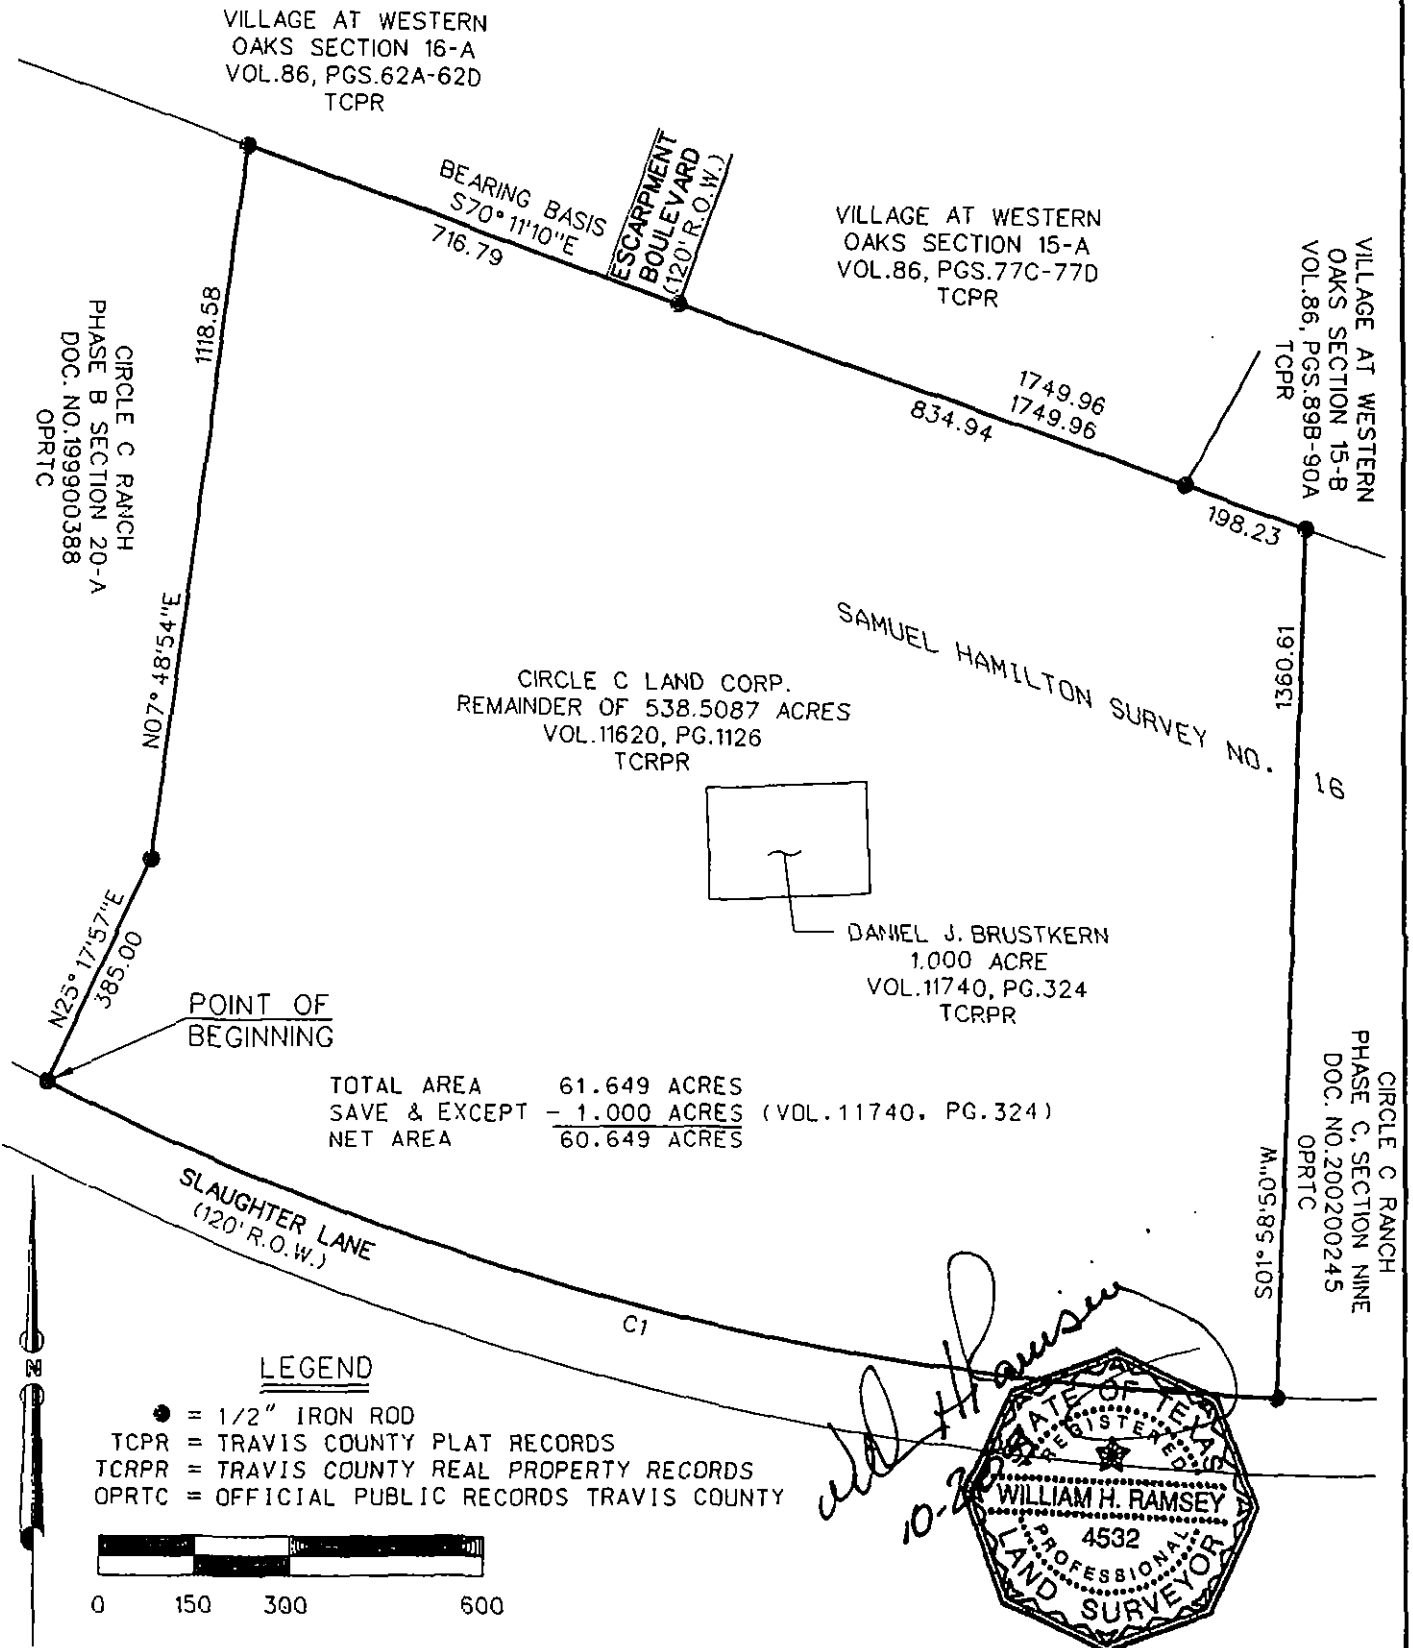 VILLAGE AT WESTERN
OAKS SECTION 16-A
VOL.86, PGS.62A-62D
TCPR
BEARING BASIS
S70°11'10"E
716.79
ESCARPMENT
BOULEVARD
(120' R.O.W.)
VILLAGE AT WESTERN
OAKS SECTION 15-A
VOL.86, PGS.77C-77D
TCPR
VILLAGE AT WESTERN
OAKS SECTION 15-B
VOL.86, PGS.89B-90A
TCPR
1749.96
1749.96
834.94
198.23
1118.58
N07°48'54"E
CIRCLE C RANCH
PHASE B SECTION 20-A
DOC. NO.199900388
OPRTC
SAMUEL HAMILTON SURVEY NO. 16
1360.61
S01°58'50"W
CIRCLE C LAND CORP.
REMAINDER OF 538.5087 ACRES
VOL.11620, PG.1126
TCRPR
DANIEL J. BRUSTKERN
1.000 ACRE
VOL.11740, PG.324
TCRPR
N25°17'57"E
385.00
POINT OF
BEGINNING
CIRCLE C RANCH
PHASE C, SECTION NINE
DOC. NO.200200245
OPRTC
TOTAL AREA 61.649 ACRES
SAVE & EXCEPT - 1.000 ACRES (VOL.11740, PG.324)
NET AREA 60.649 ACRES
SLAUGHTER LANE
(120' R.O.W.)
C1
N
LEGEND
= 1/2" IRON ROD
TCPR = TRAVIS COUNTY PLAT RECORDS
TCRPR = TRAVIS COUNTY REAL PROPERTY RECORDS
OPRTC = OFFICIAL PUBLIC RECORDS TRAVIS COUNTY
0 150 300 600
STATE OF TEXAS
REGISTERED
WILLIAM H. RAMSEY
4532
PROFESSIONAL
LAND SURVEYOR